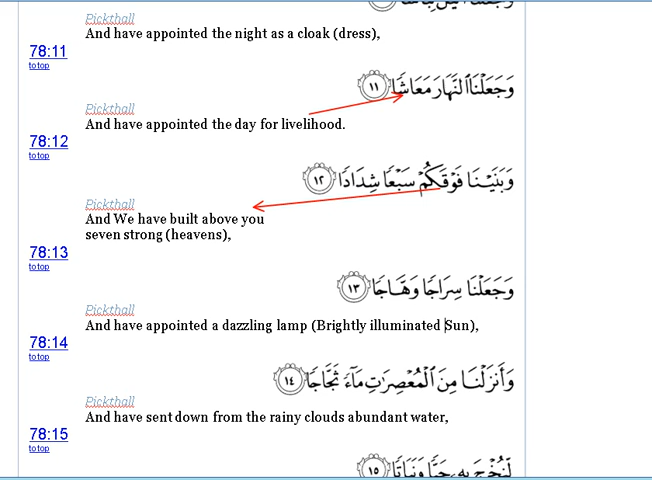 Pickthall
And have appointed the night as a cloak (dress),
78:11
to top
وَجَعَلْنَا ٱلنَّهَارَ مَعَاشًا ١١
Pickthall
And have appointed the day for livelihood.
78:12
to top
وَبَنَيْنَا فَوْقَكُمْ سَبْعًا شِدَادًا ١٢
Pickthall
And We have built above you
seven strong (heavens),
78:13
to top
وَجَعَلْنَا سِرَاجًا وَهَّاجًا ١٣
Pickthall
And have appointed a dazzling lamp (Brightly illuminated Sun),
78:14
to top
وَأَنزَلْنَا مِنَ ٱلْمُعْصِرَٰتِ مَآءً ثَجَّاجًا ١٤
Pickthall
And have sent down from the rainy clouds abundant water,
78:15
to top
لِّنُخْرِجَ بِهِۦ حَبًّا وَنَبَاتًا ١٥